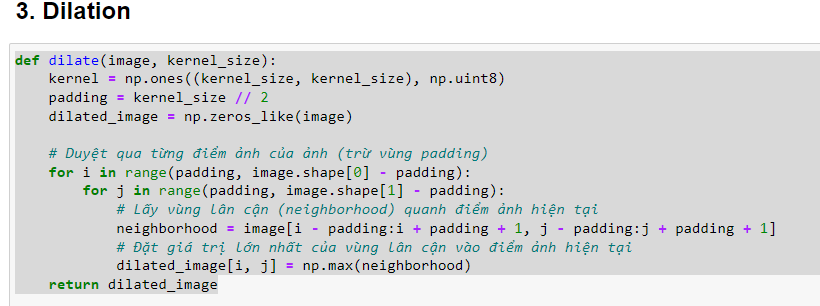 3. Dilation
def dilate(image, kernel_size):
    kernel = np.ones((kernel_size, kernel_size), np.uint8)
    padding = kernel_size // 2
    dilated_image = np.zeros_like(image)
    # Duyệt qua từng điểm ảnh của ảnh (trừ vùng padding)
    for i in range(padding, image.shape[0] - padding):
        for j in range(padding, image.shape[1] - padding):
            # Lấy vùng lân cận (neighborhood) quanh điểm ảnh hiện tại
            neighborhood = image[i - padding:i + padding + 1, j - padding:j + padding + 1]
            # Đặt giá trị lớn nhất của vùng lân cận vào điểm ảnh hiện tại
            dilated_image[i, j] = np.max(neighborhood)
    return dilated_image